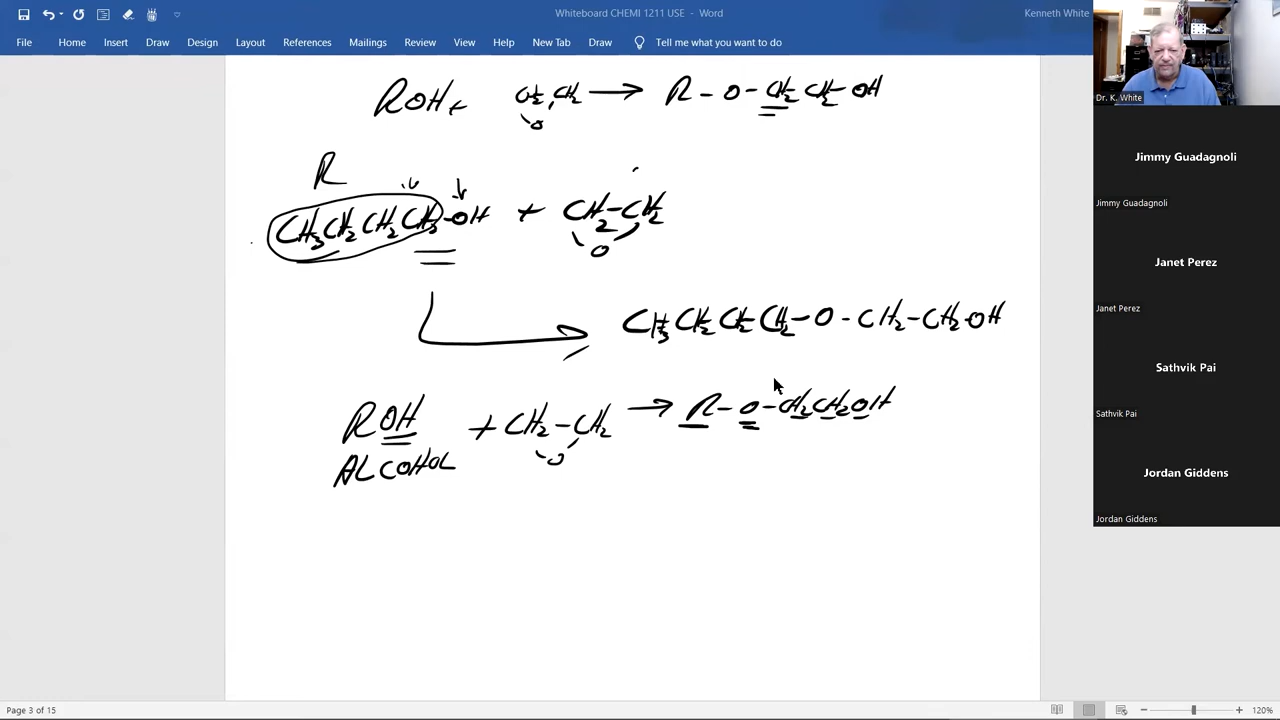 Whiteboard CHEMI 1211 USE - Word
Kenneth White
File Home Insert Draw Design Layout References Mailings Review View Help New Tab Draw Tell me what you want to do
ROH + CH2 CH2 → R - O - CH2 CH2 - OH
O
R
CH3CH2CH2CH2-OH + CH2-CH2
O
CH3CH2CH2CH2-O-CH2-CH2OH
ROH + CH2-CH2 → R-O-CH2CH2OH
O
ALCOHOL
Dr. K. White
Jimmy Guadagnoli
Jimmy Guadagnoli
Janet Perez
Janet Perez
Sathvik Pai
Sathvik Pai
Jordan Giddens
Jordan Giddens
Page 3 of 15
120%